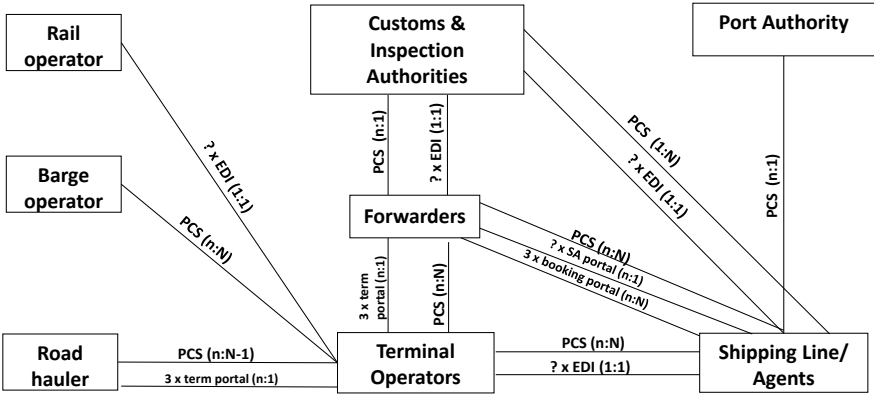 Rail
operator
Customs &
Inspection
Authorities
Port Authority
? x EDI (1:1)
PCS (n:1)
? x EDI (1:1)
PCS (1:N)
? x EDI (1:1)
PCS (n:1)
Barge
operator
PCS (n:N)
Forwarders
PCS (n:N)
? x SA portal (n:1)
3 x booking portal (n:N)
3 x term
portal (n:1)
PCS (n:N)
Road
hauler
PCS (n:N-1)
3 x term portal (n:1)
Terminal
Operators
PCS (n:N)
? x EDI (1:1)
Shipping Line/
Agents